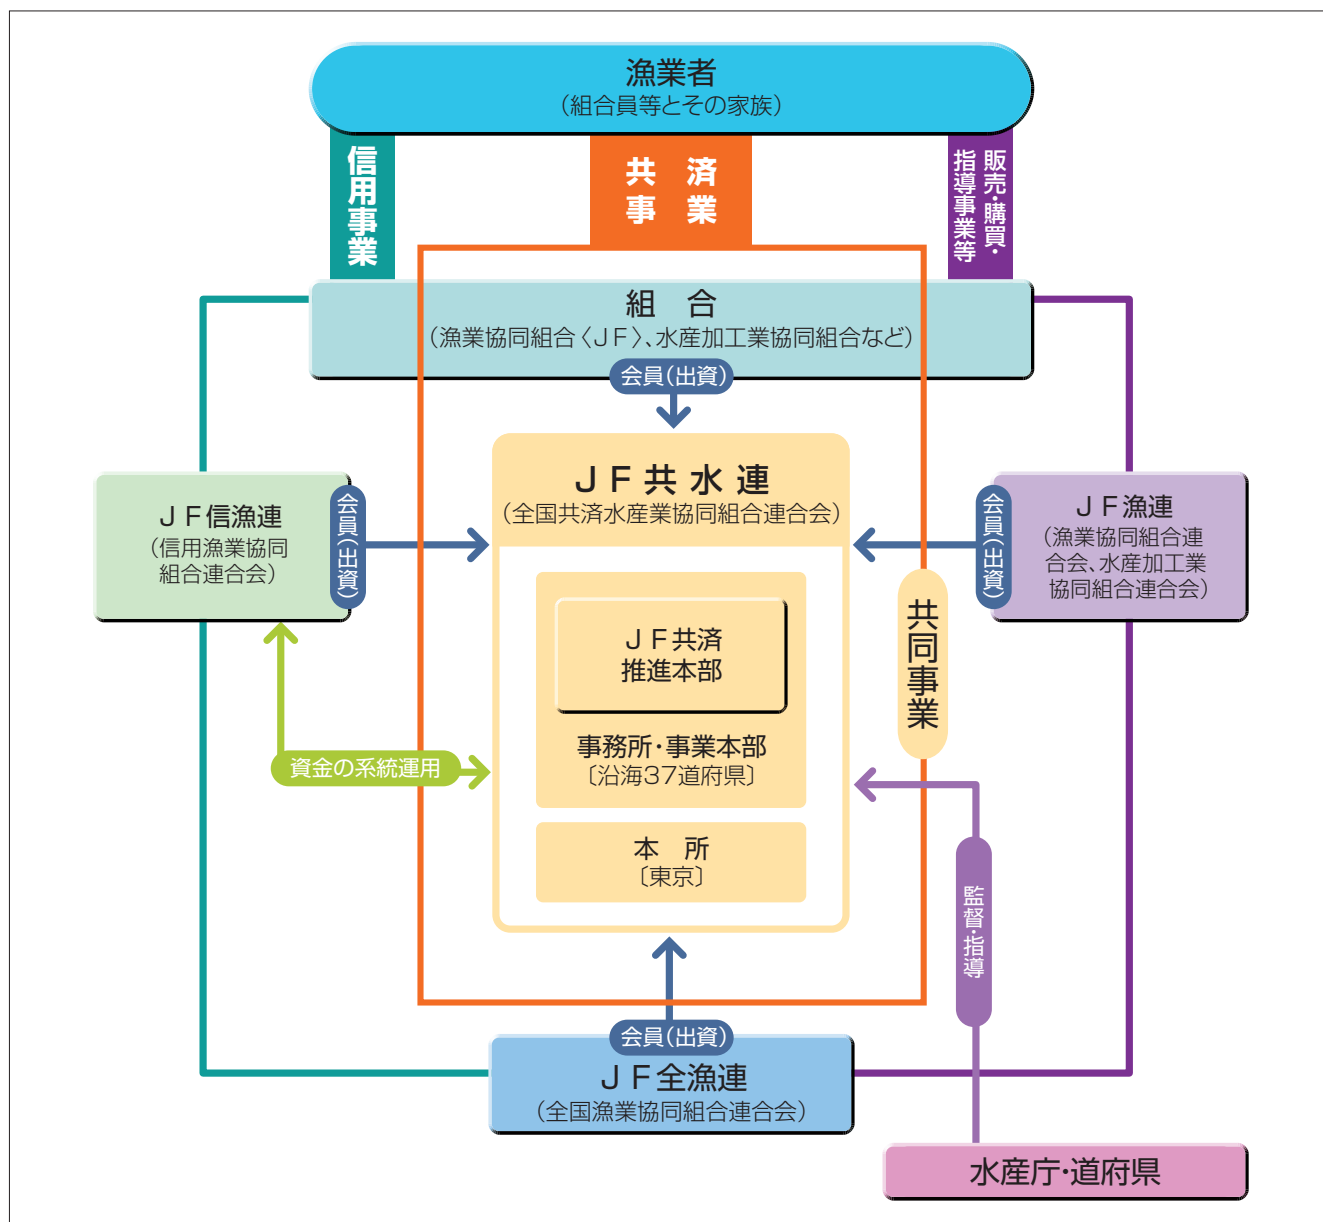 漁業者
（組合員等とその家族）
信用事業
共済
事業
販売・購買・
指導事業等
組 合
（漁業協同組合〈ＪＦ〉、水産加工業協同組合など）
会員（出資）
ＪＦ共水連
（全国共済水産業協同組合連合会）
ＪＦ信漁連
（信用漁業協同
組合連合会）
会員（出資）
会員（出資）
ＪＦ漁連
（漁業協同組合連
合会、水産加工業
協同組合連合会）
ＪＦ共済
推進本部
共同事業
事務所・事業本部
〔沿海37道府県〕
資金の系統運用
本 所
〔東京〕
監督・指導
会員（出資）
ＪＦ全漁連
（全国漁業協同組合連合会）
水産庁・道府県